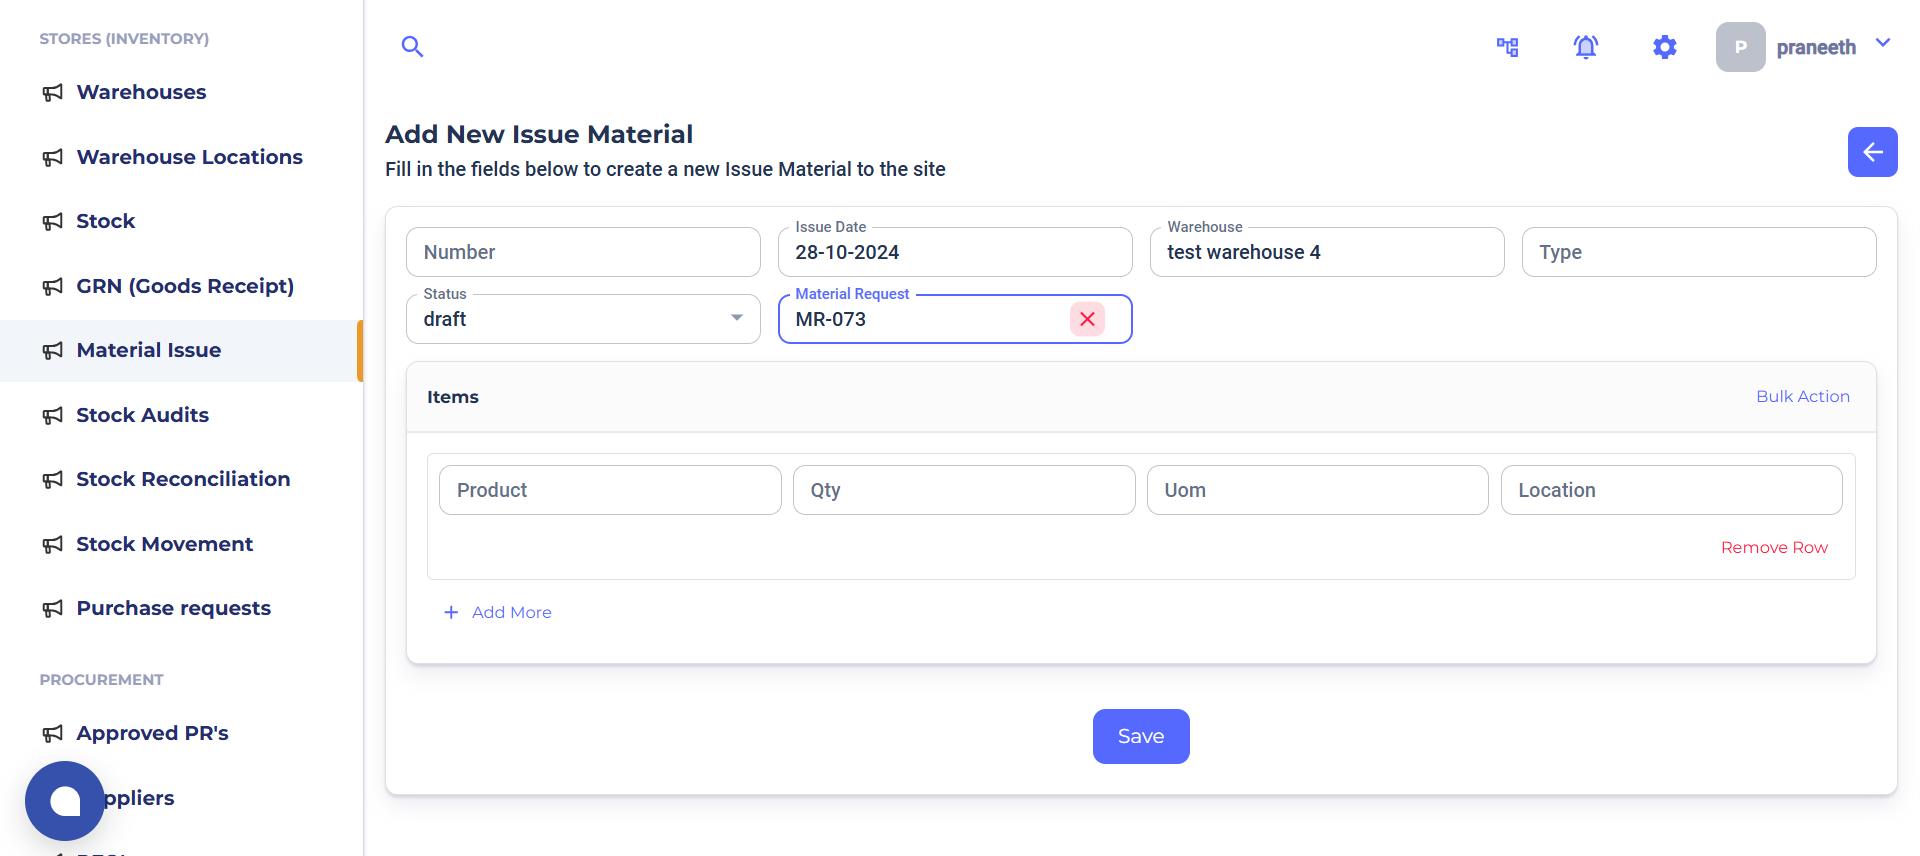 STORES (INVENTORY)
Warehouses
Warehouse Locations
Stock
GRN (Goods Receipt)
Material Issue
Stock Audits
Stock Reconciliation
Stock Movement
Purchase requests
PROCUREMENT
Approved PR's
ppliers
P praneeth
Add New Issue Material
Fill in the fields below to create a new Issue Material to the site
Number
Issue Date
28-10-2024
Warehouse
test warehouse 4
Type
Status
draft
Material Request
MR-073
Items
Bulk Action
Product
Qty
Uom
Location
Remove Row
+ Add More
Save